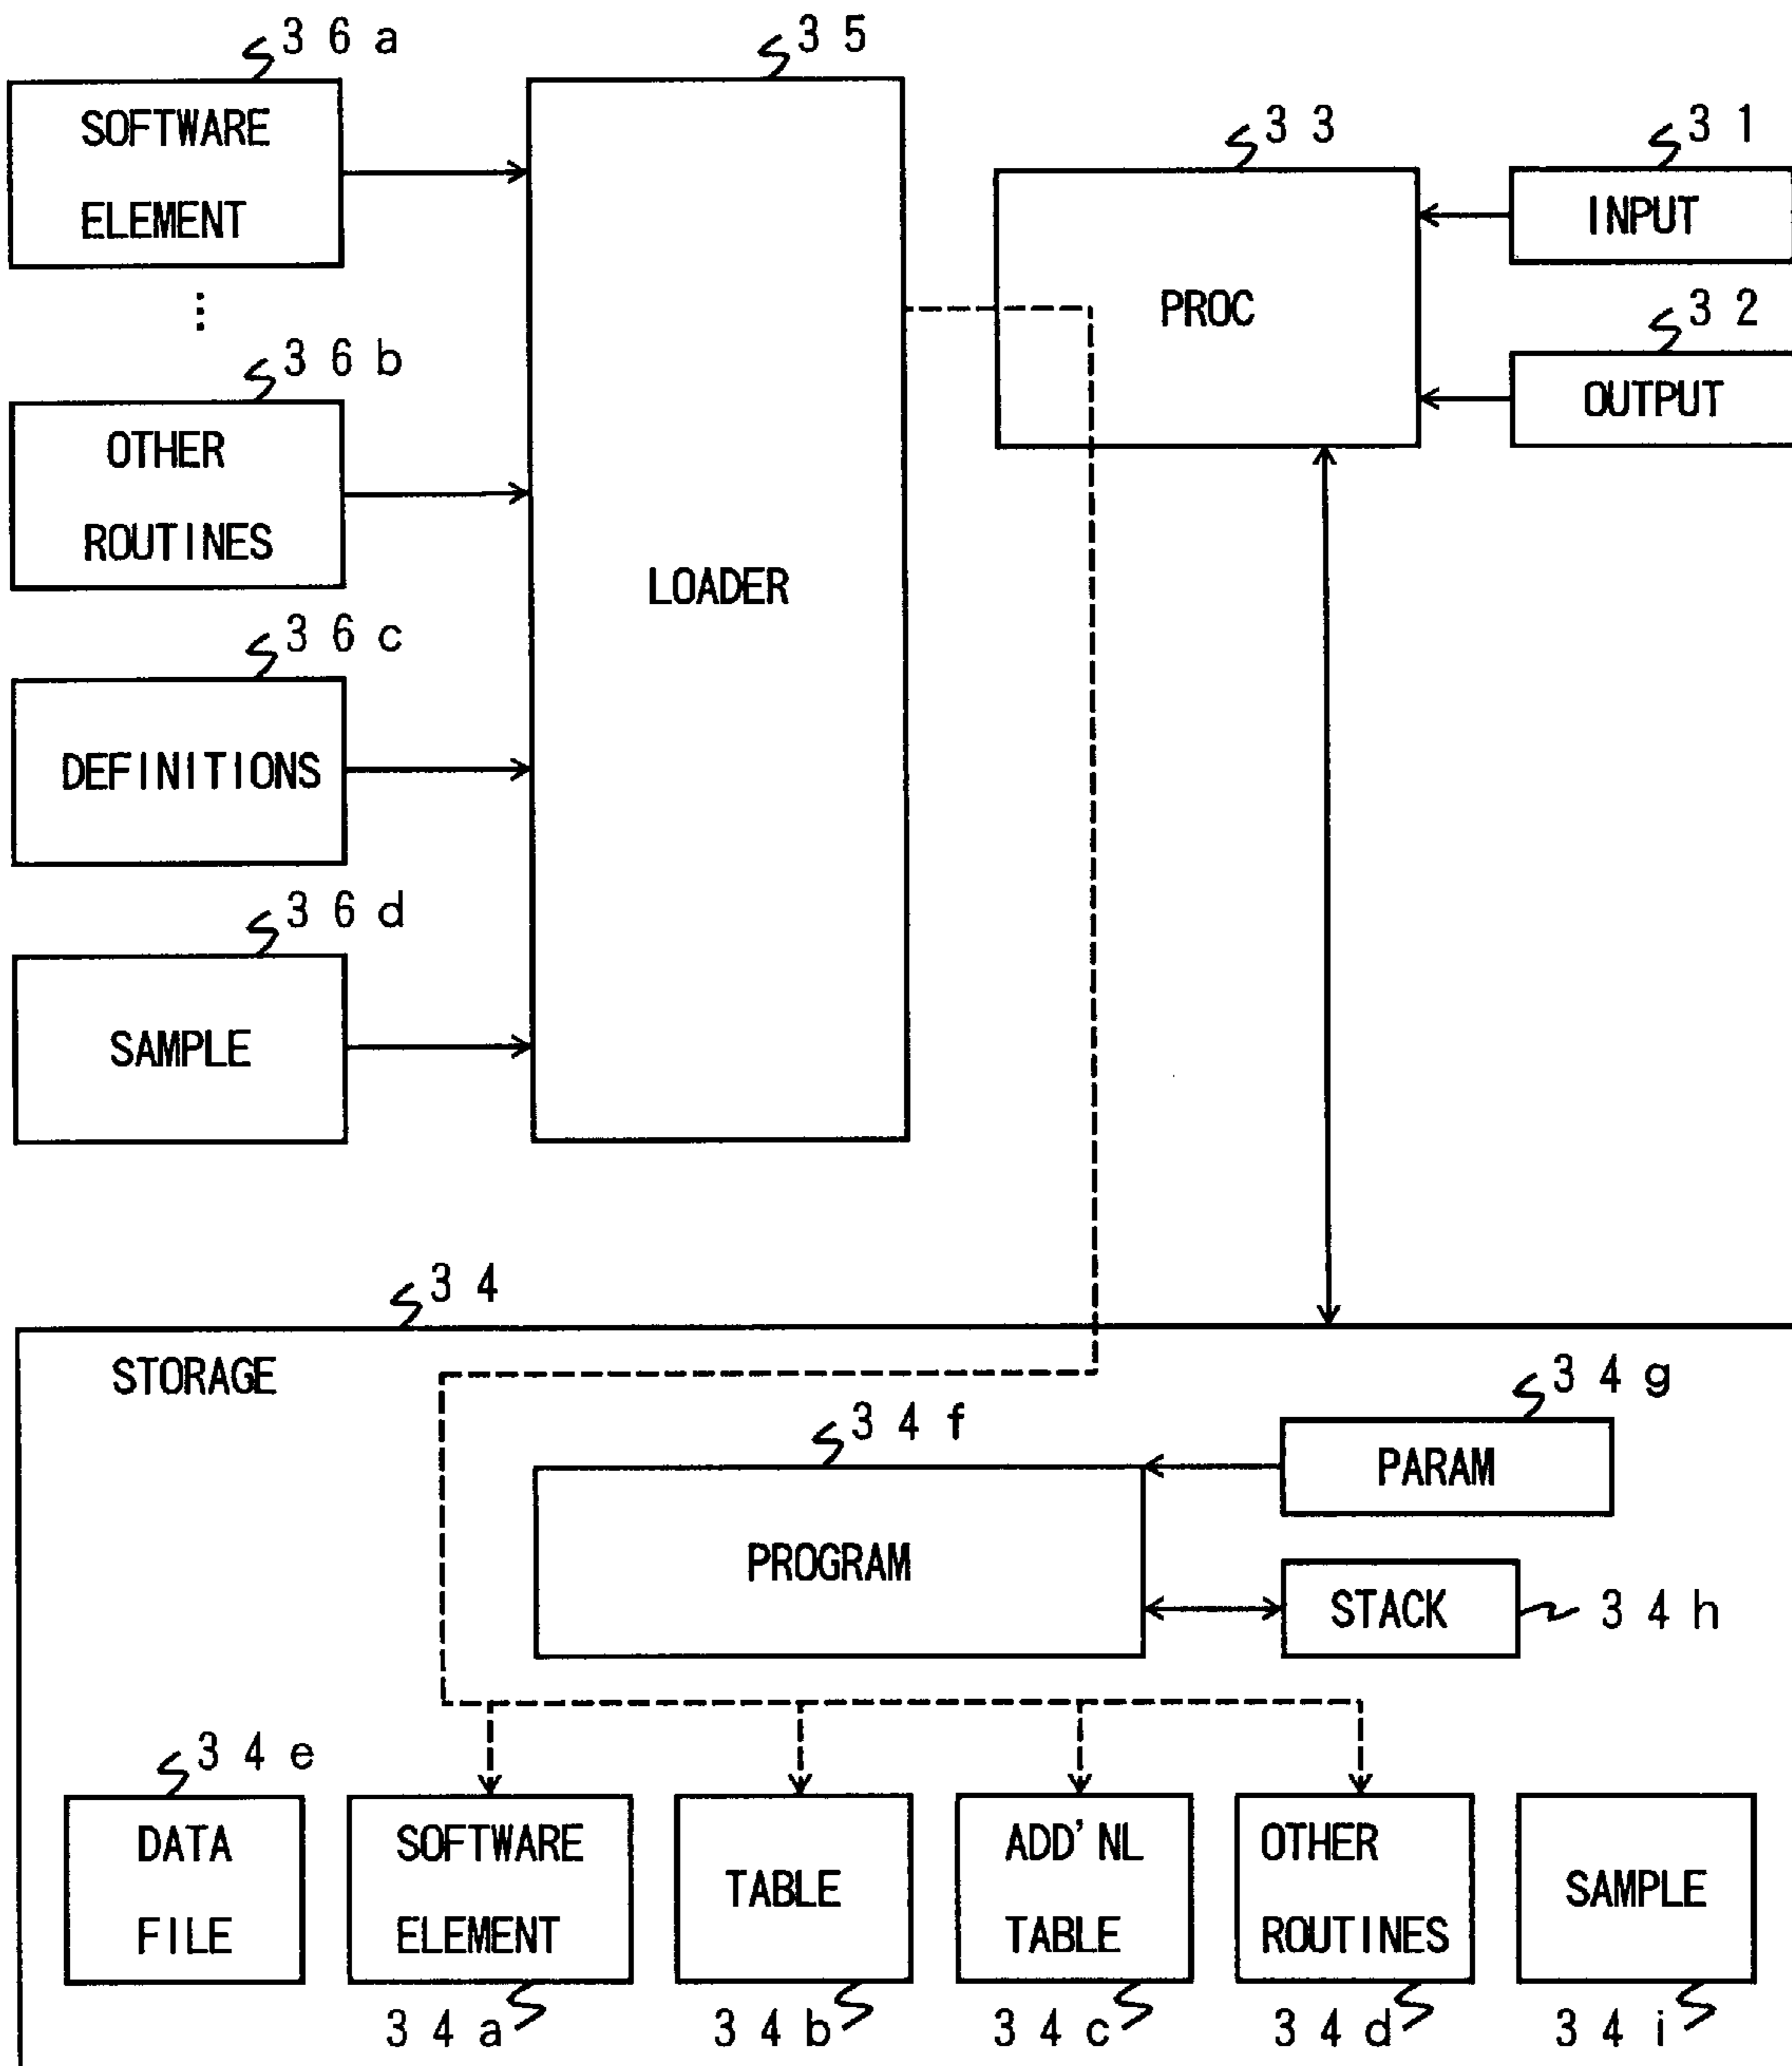 36a
SOFTWARE
ELEMENT
36b
OTHER
ROUTINES
36c
DEFINITIONS
36d
SAMPLE
35
LOADER
33
PROC
31
INPUT
32
OUTPUT
34
STORAGE
34f
PROGRAM
34g
PARAM
STACK
34h
34e
DATA
FILE
SOFTWARE
ELEMENT
34a
TABLE
34b
ADD'NL
TABLE
34c
OTHER
ROUTINES
34d
SAMPLE
34i